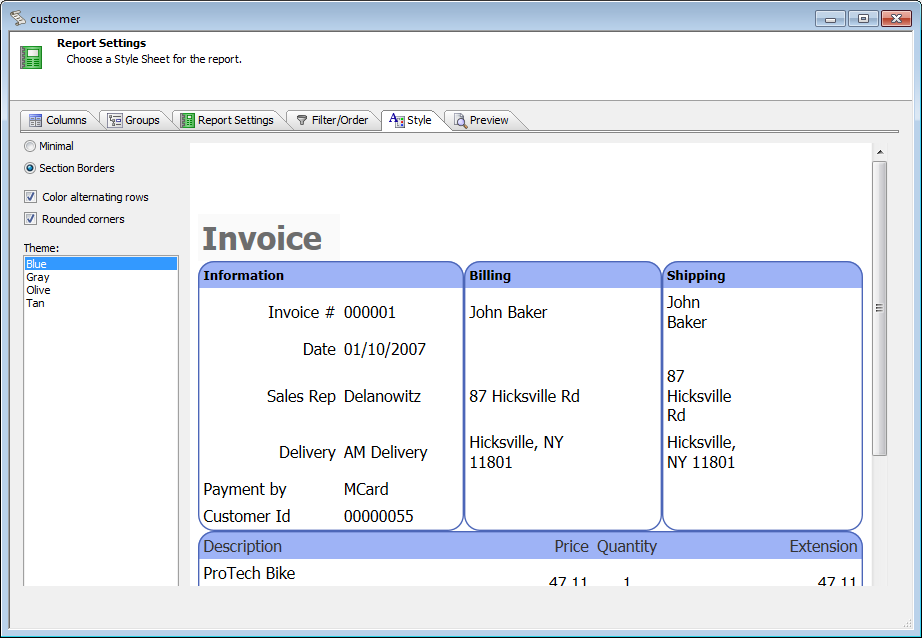 customer
Report Settings
Choose a Style Sheet for the report.
Columns Groups Report Settings Filter/Order Style Preview
Minimal
Section Borders
Color alternating rows
Rounded corners
Theme:
Blue
Gray
Olive
Tan
Invoice
Information Billing Shipping
Invoice # 000001 John Baker John
Baker
Date 01/10/2007
Sales Rep Delanowitz 87 Hicksville Rd 87
Hicksville
Rd
Delivery AM Delivery Hicksville, NY
11801
Hicksville,
NY 11801
Payment by MCard
Customer Id 00000055
Description Price Quantity Extension
ProTech Bike
47.11 1 47.11